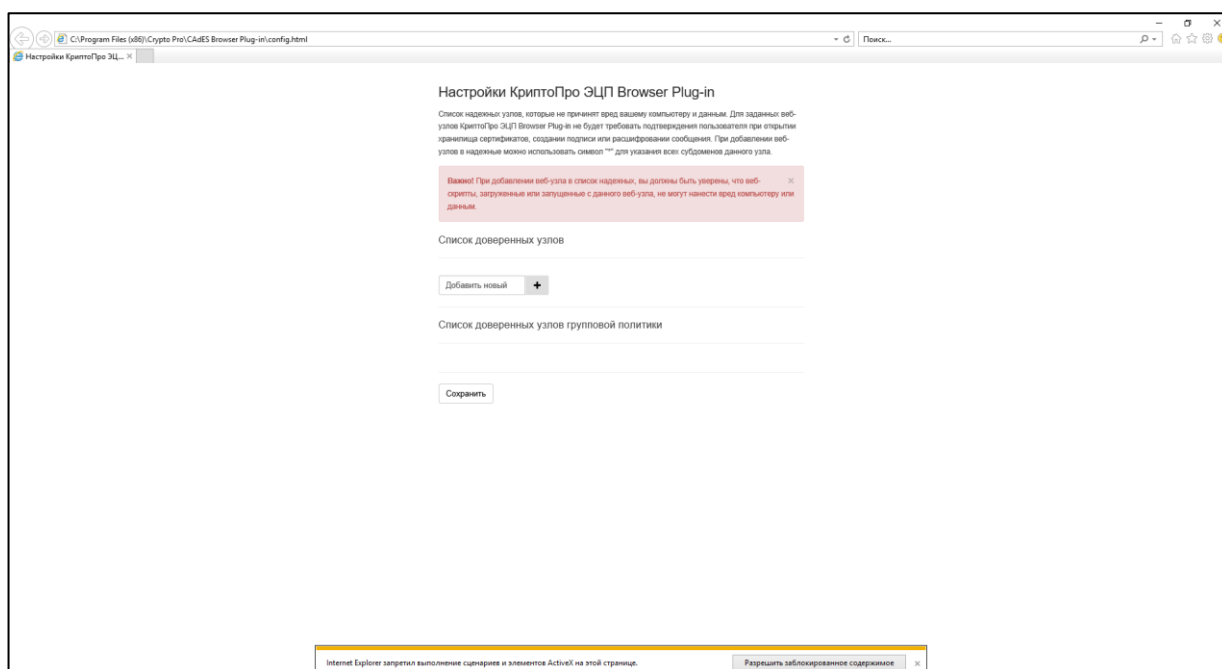 C:\Program Files (x86)\Crypto Pro\CAdES Browser Plug-in\config.html
Поиск...
Настройки КриптоПро ЭЦ...
Настройки КриптоПро ЭЦП Browser Plug-in
Список надежных узлов, которые не причинят вред вашему компьютеру и данным. Для заданных веб-
узлов КриптоПро ЭЦП Browser Plug-in не будет требовать подтверждения пользователя при открытии
хранилища сертификатов, создании подписи или расшифровании сообщения. При добавлении веб-
узлов в надежные можно использовать символ "*" для указания всех субдоменов данного узла.
Важно! При добавлении веб-узла в список надежных, вы должны быть уверены, что веб-
скрипты, загруженные или запущенные с данного веб-узла, не могут нанести вред компьютеру или
данным.
Список доверенных узлов
Добавить новый
Список доверенных узлов групповой политики
Сохранить
Internet Explorer запретил выполнение сценариев и элементов ActiveX на этой странице.
Разрешить заблокированное содержимое